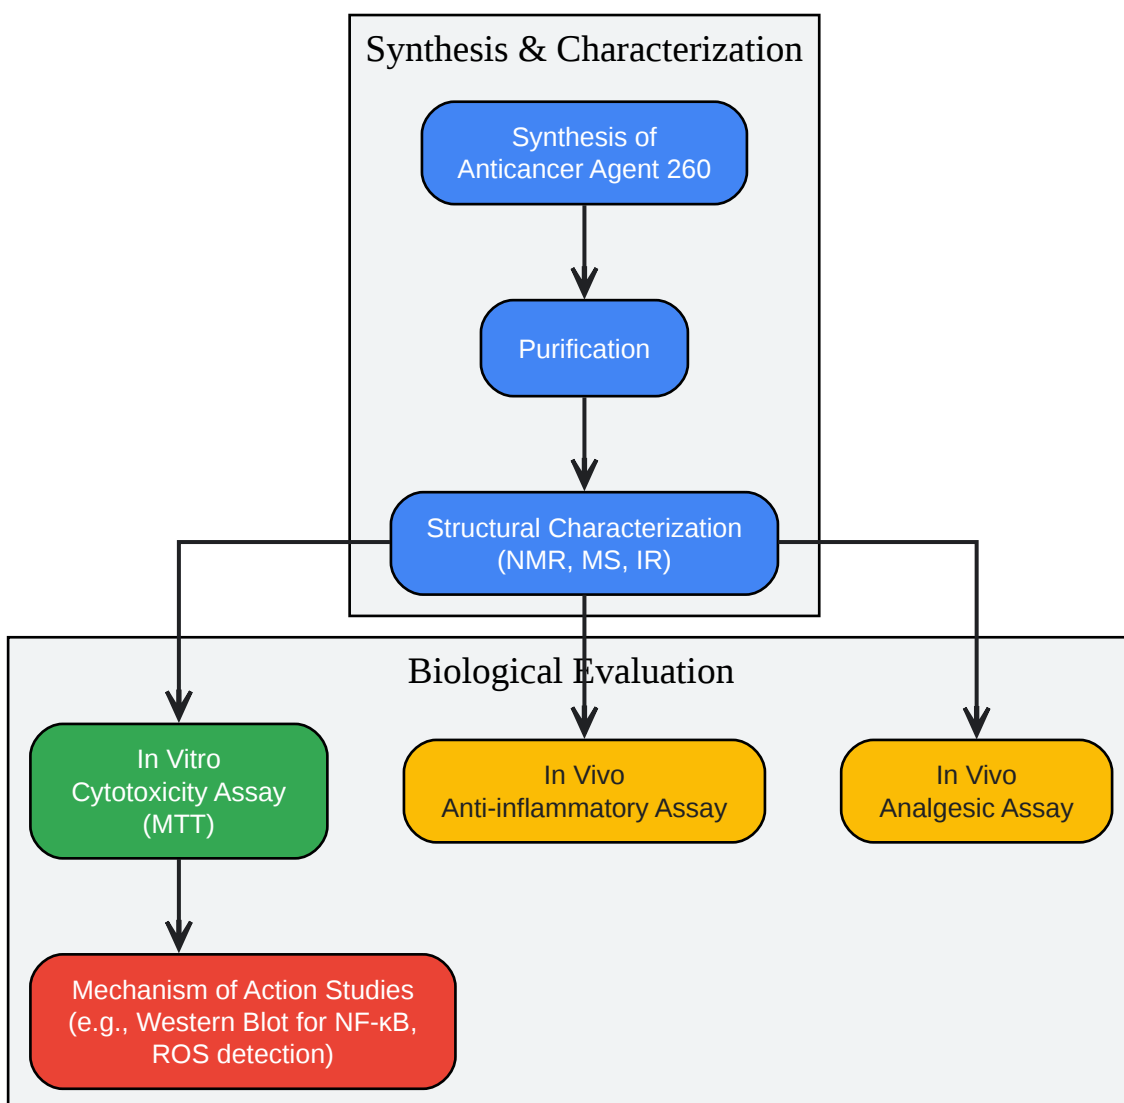 Synthesis & Characterization
Synthesis of
Anticancer Agent 260
Purification
Structural Characterization
(NMR, MS, IR)
Biological Evaluation
In Vitro
Cytotoxicity Assay
(MTT)
In Vivo
Anti-inflammatory Assay
In Vivo
Analgesic Assay
Mechanism of Action Studies
(e.g., Western Blot for NF-κB,
ROS detection)